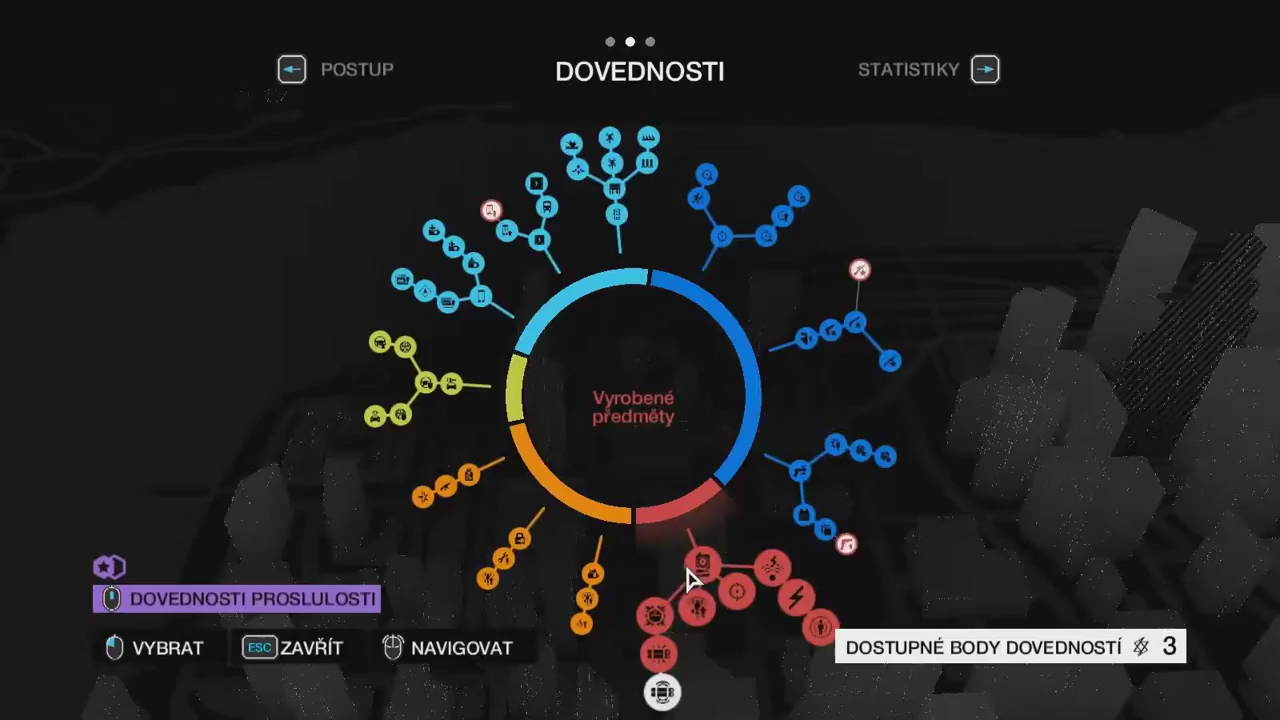 POSTUP
DOVEDNOSTI
STATISTIKY
Vyrobené
předměty
DOVEDNOSTI PROSLULOSTI
VYBRAT
ESC ZAVŘÍT
NAVIGOVAT
DOSTUPNÉ BODY DOVEDNOSTÍ 3